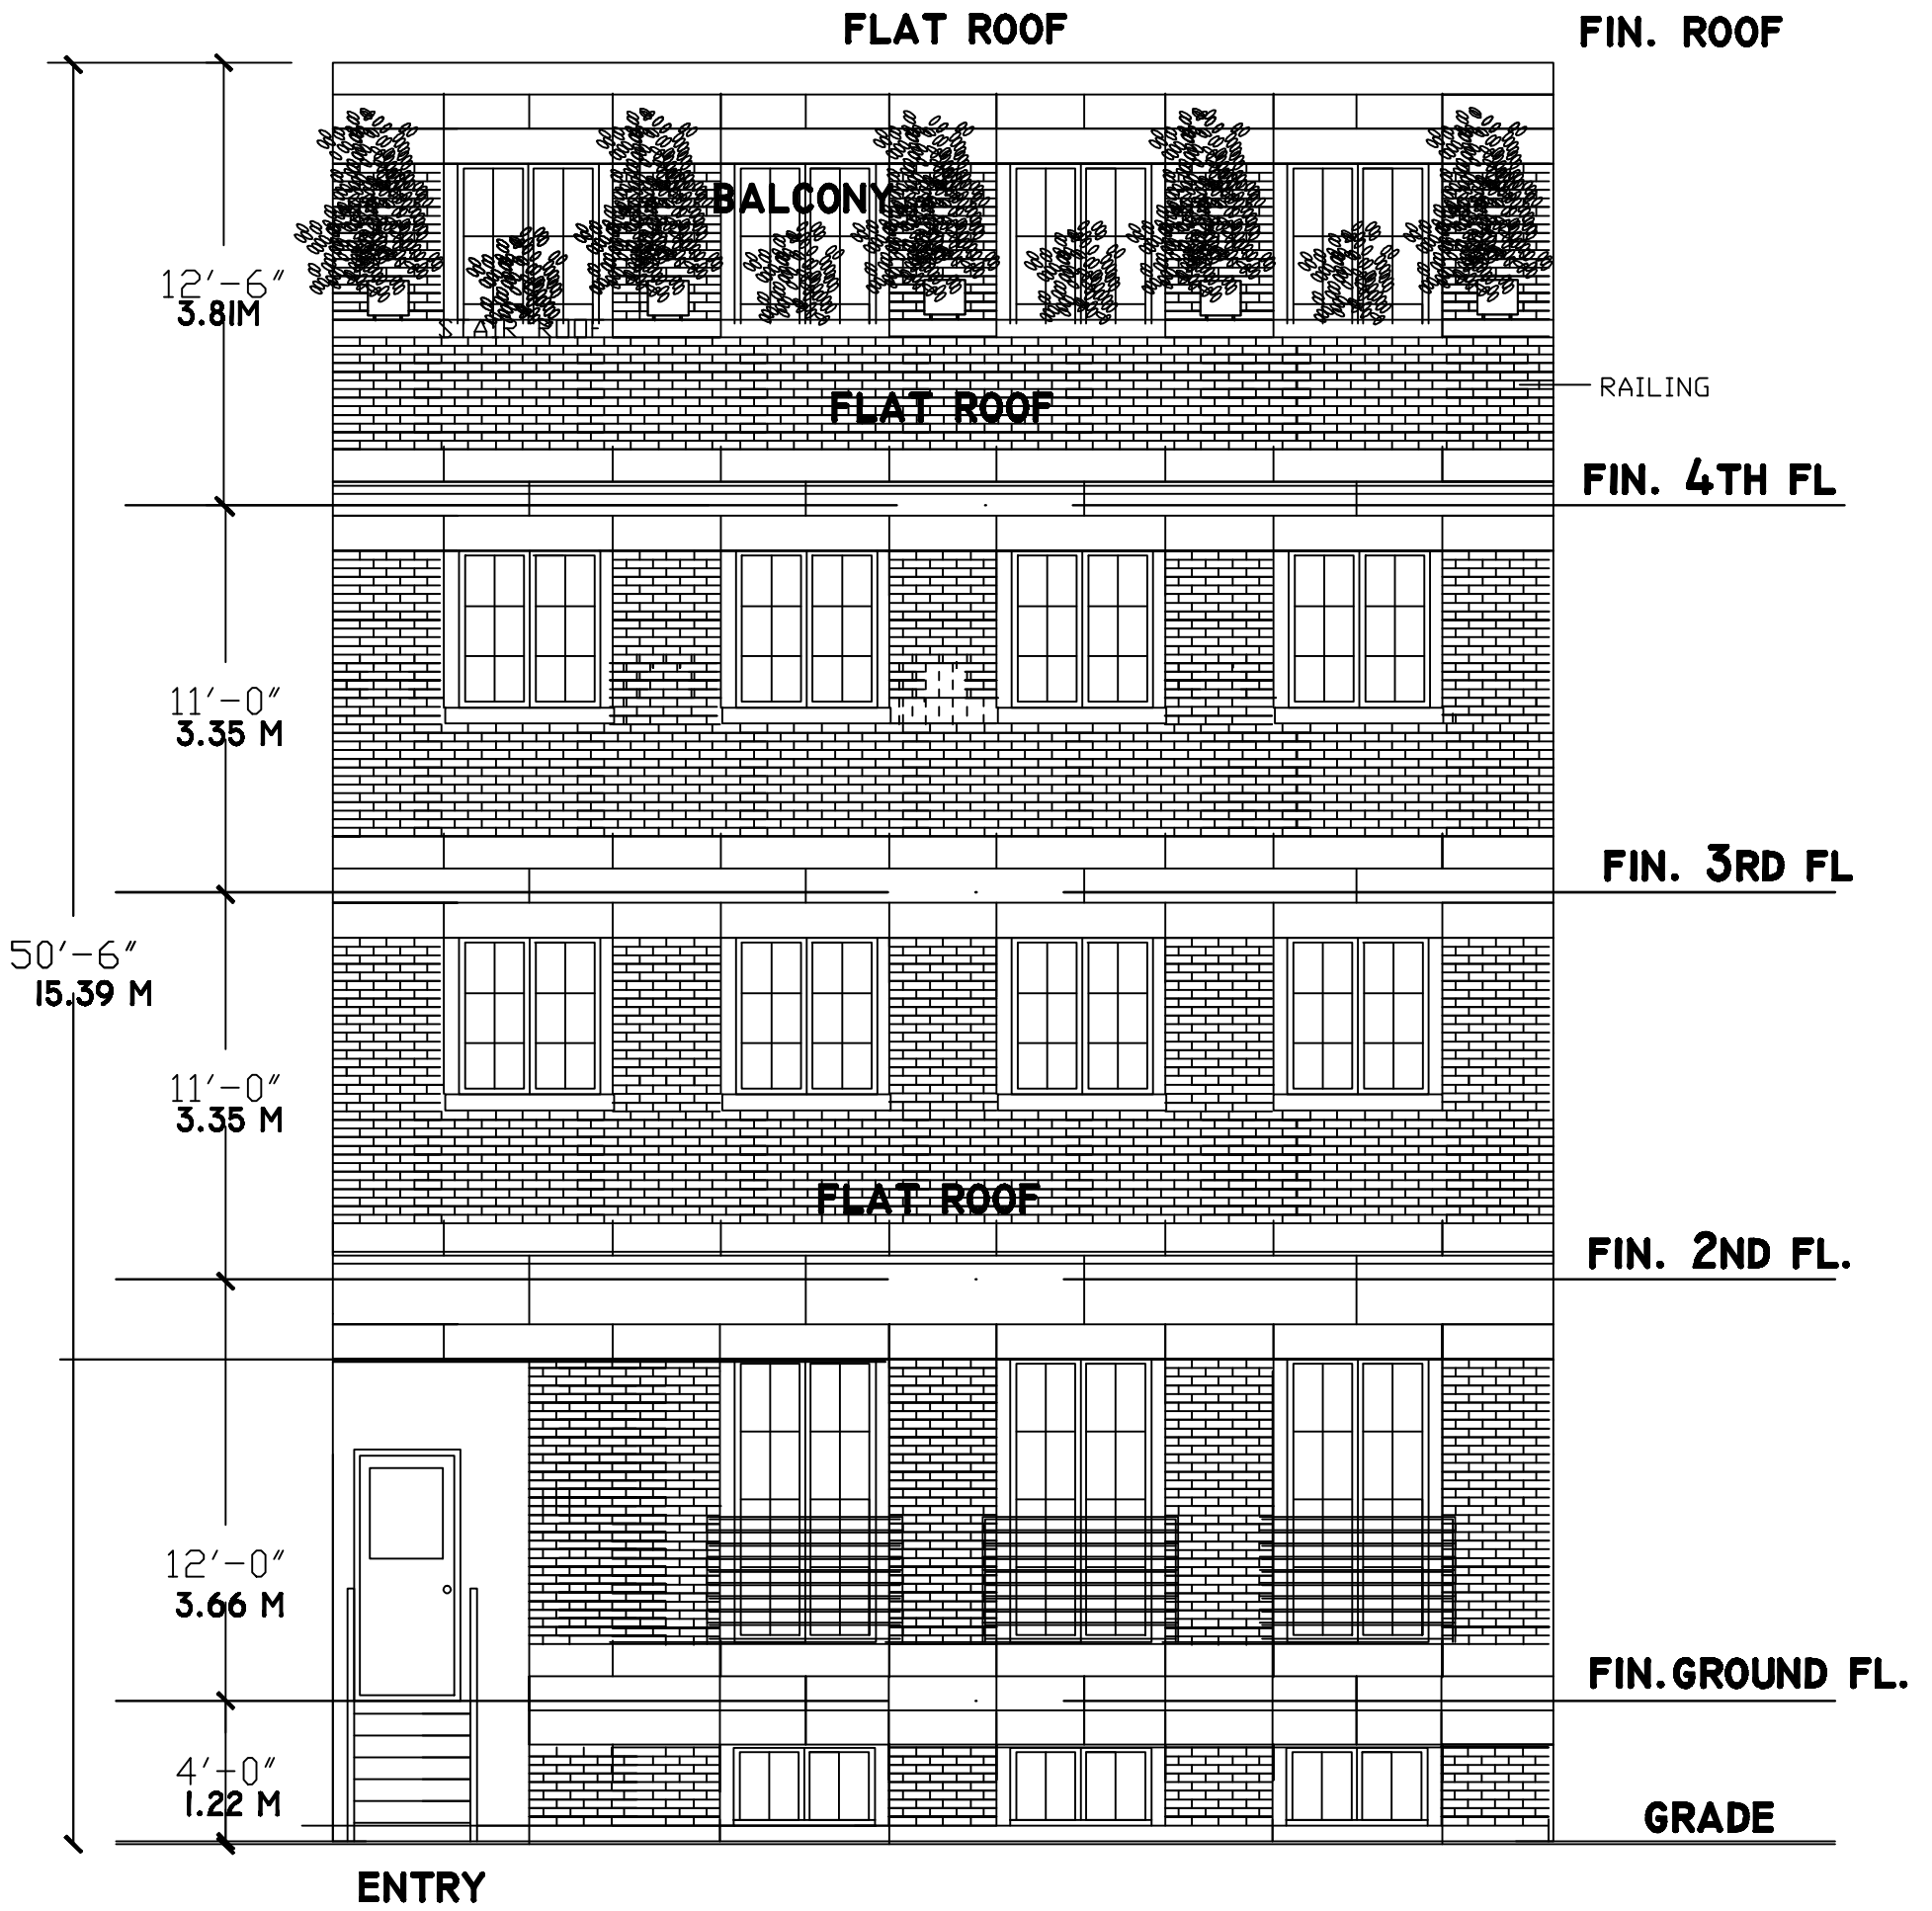 FLAT ROOF
FIN. ROOF
BALCONY
12'-6"
3.81M
STAIR ROOF
RAILING
FLAT ROOF
FIN. 4TH FL
11'-0"
3.35 M
FIN. 3RD FL
50'-6"
15.39 M
11'-0"
3.35 M
FLAT ROOF
FIN. 2ND FL.
12'-0"
3.66 M
FIN.GROUND FL.
4'-0"
1.22 M
GRADE
ENTRY